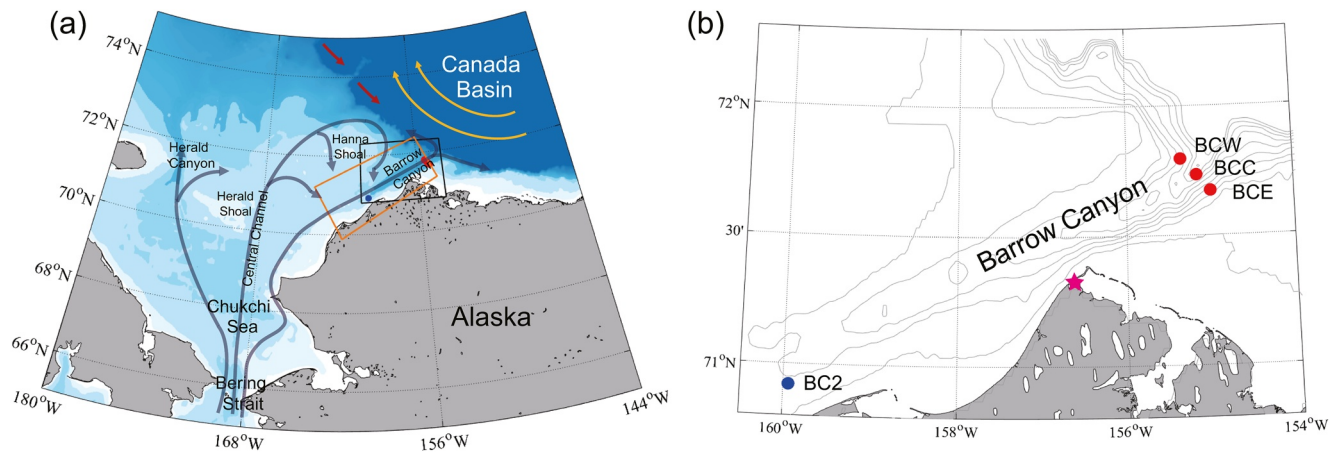 (a)
74°N
72°N
70°N
68°N
66°N
180°W
168°W
156°W
144°W
Canada
Basin
Hanna
Shoal
Herald
Canyon
Barrow
Canyon
Herald
Shoal
Central Channel
Chukchi
Sea
Alaska
Bering
Strait
(b)
72°N
30'
71°N
160°W
158°W
156°W
154°W
BCW
BCC
BCE
Barrow Canyon
BC2